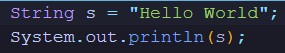 String s = "Hello World";
System.out.println(s);